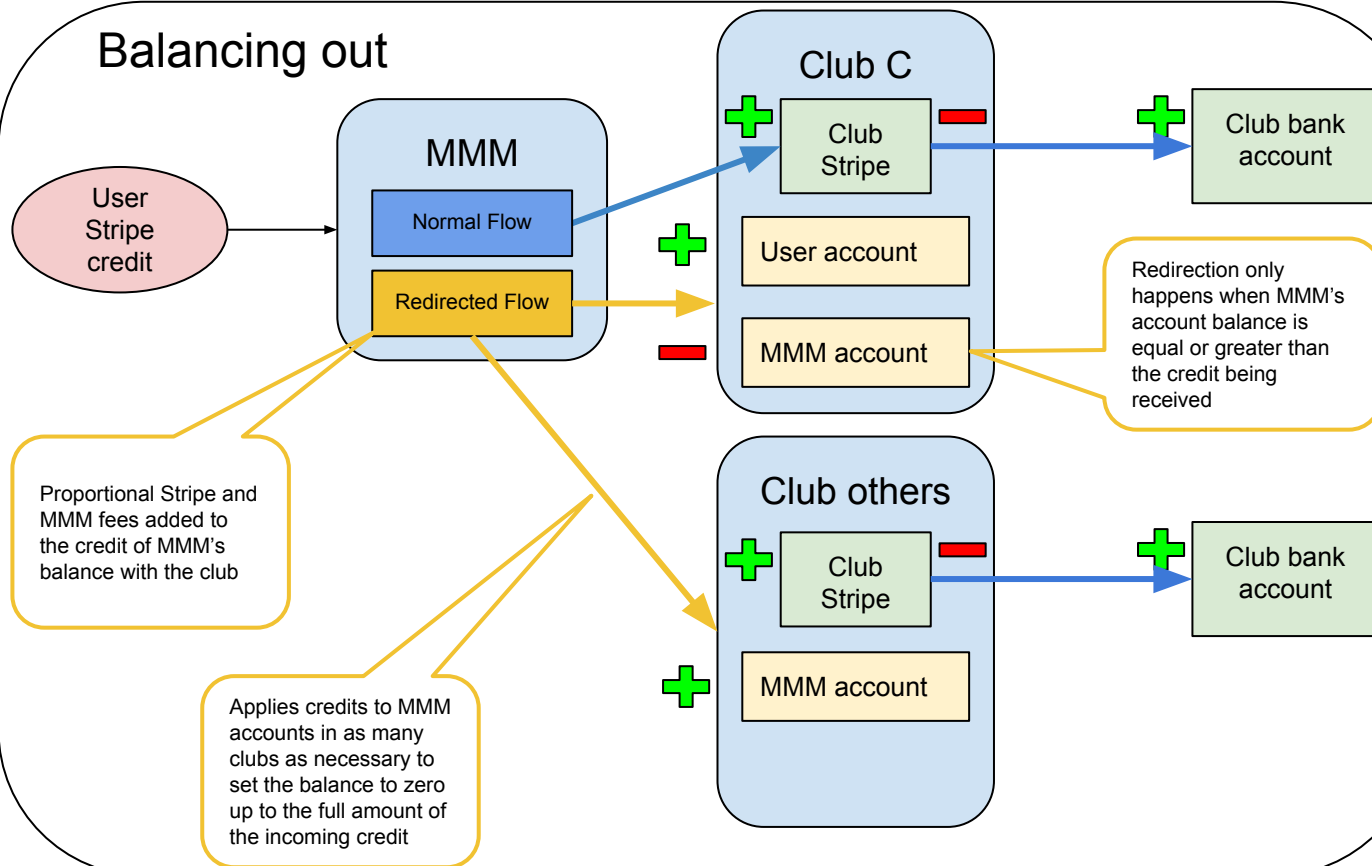 Balancing out
User
Stripe
credit
MMM
Normal Flow
Redirected Flow
Club C
Club
Stripe
User account
MMM account
Club bank
account
Redirection only
happens when MMM’s
account balance is
equal or greater than
the credit being
received
Proportional Stripe and
MMM fees added to
the credit of MMM’s
balance with the club
Applies credits to MMM
accounts in as many
clubs as necessary to
set the balance to zero
up to the full amount of
the incoming credit
Club others
Club
Stripe
MMM account
Club bank
account